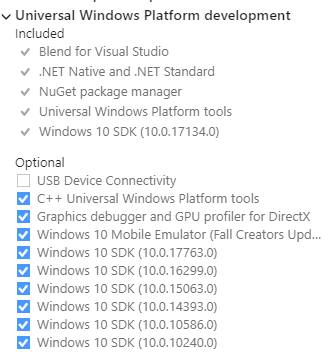 Universal Windows Platform development
Included
Blend for Visual Studio
.NET Native and .NET Standard
NuGet package manager
Universal Windows Platform tools
Windows 10 SDK (10.0.17134.0)
Optional
USB Device Connectivity
C++ Universal Windows Platform tools
Graphics debugger and GPU profiler for DirectX
Windows 10 Mobile Emulator (Fall Creators Upd...
Windows 10 SDK (10.0.17763.0)
Windows 10 SDK (10.0.16299.0)
Windows 10 SDK (10.0.15063.0)
Windows 10 SDK (10.0.14393.0)
Windows 10 SDK (10.0.10586.0)
Windows 10 SDK (10.0.10240.0)